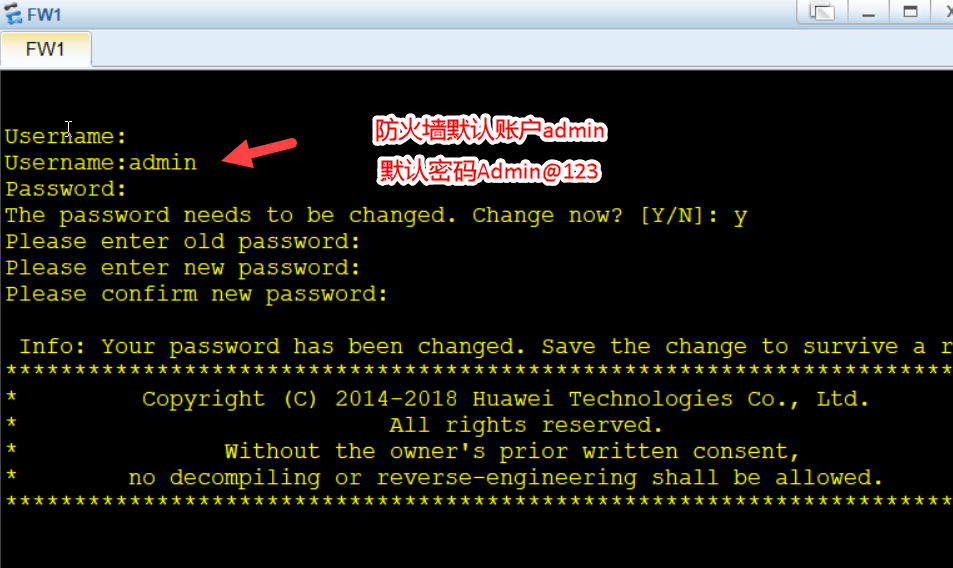 FW1
FW1
Username:
防火墙默认账户admin
Username:admin
默认密码Admin@123
Password:
The password needs to be changed. Change now? [Y/N]: y
Please enter old password:
Please enter new password:
Please confirm new password:
Info: Your password has been changed. Save the change to survive a r
*********************************************************************
* Copyright (C) 2014-2018 Huawei Technologies Co., Ltd.
* All rights reserved.
* Without the owner's prior written consent,
* no decompiling or reverse-engineering shall be allowed.
*********************************************************************